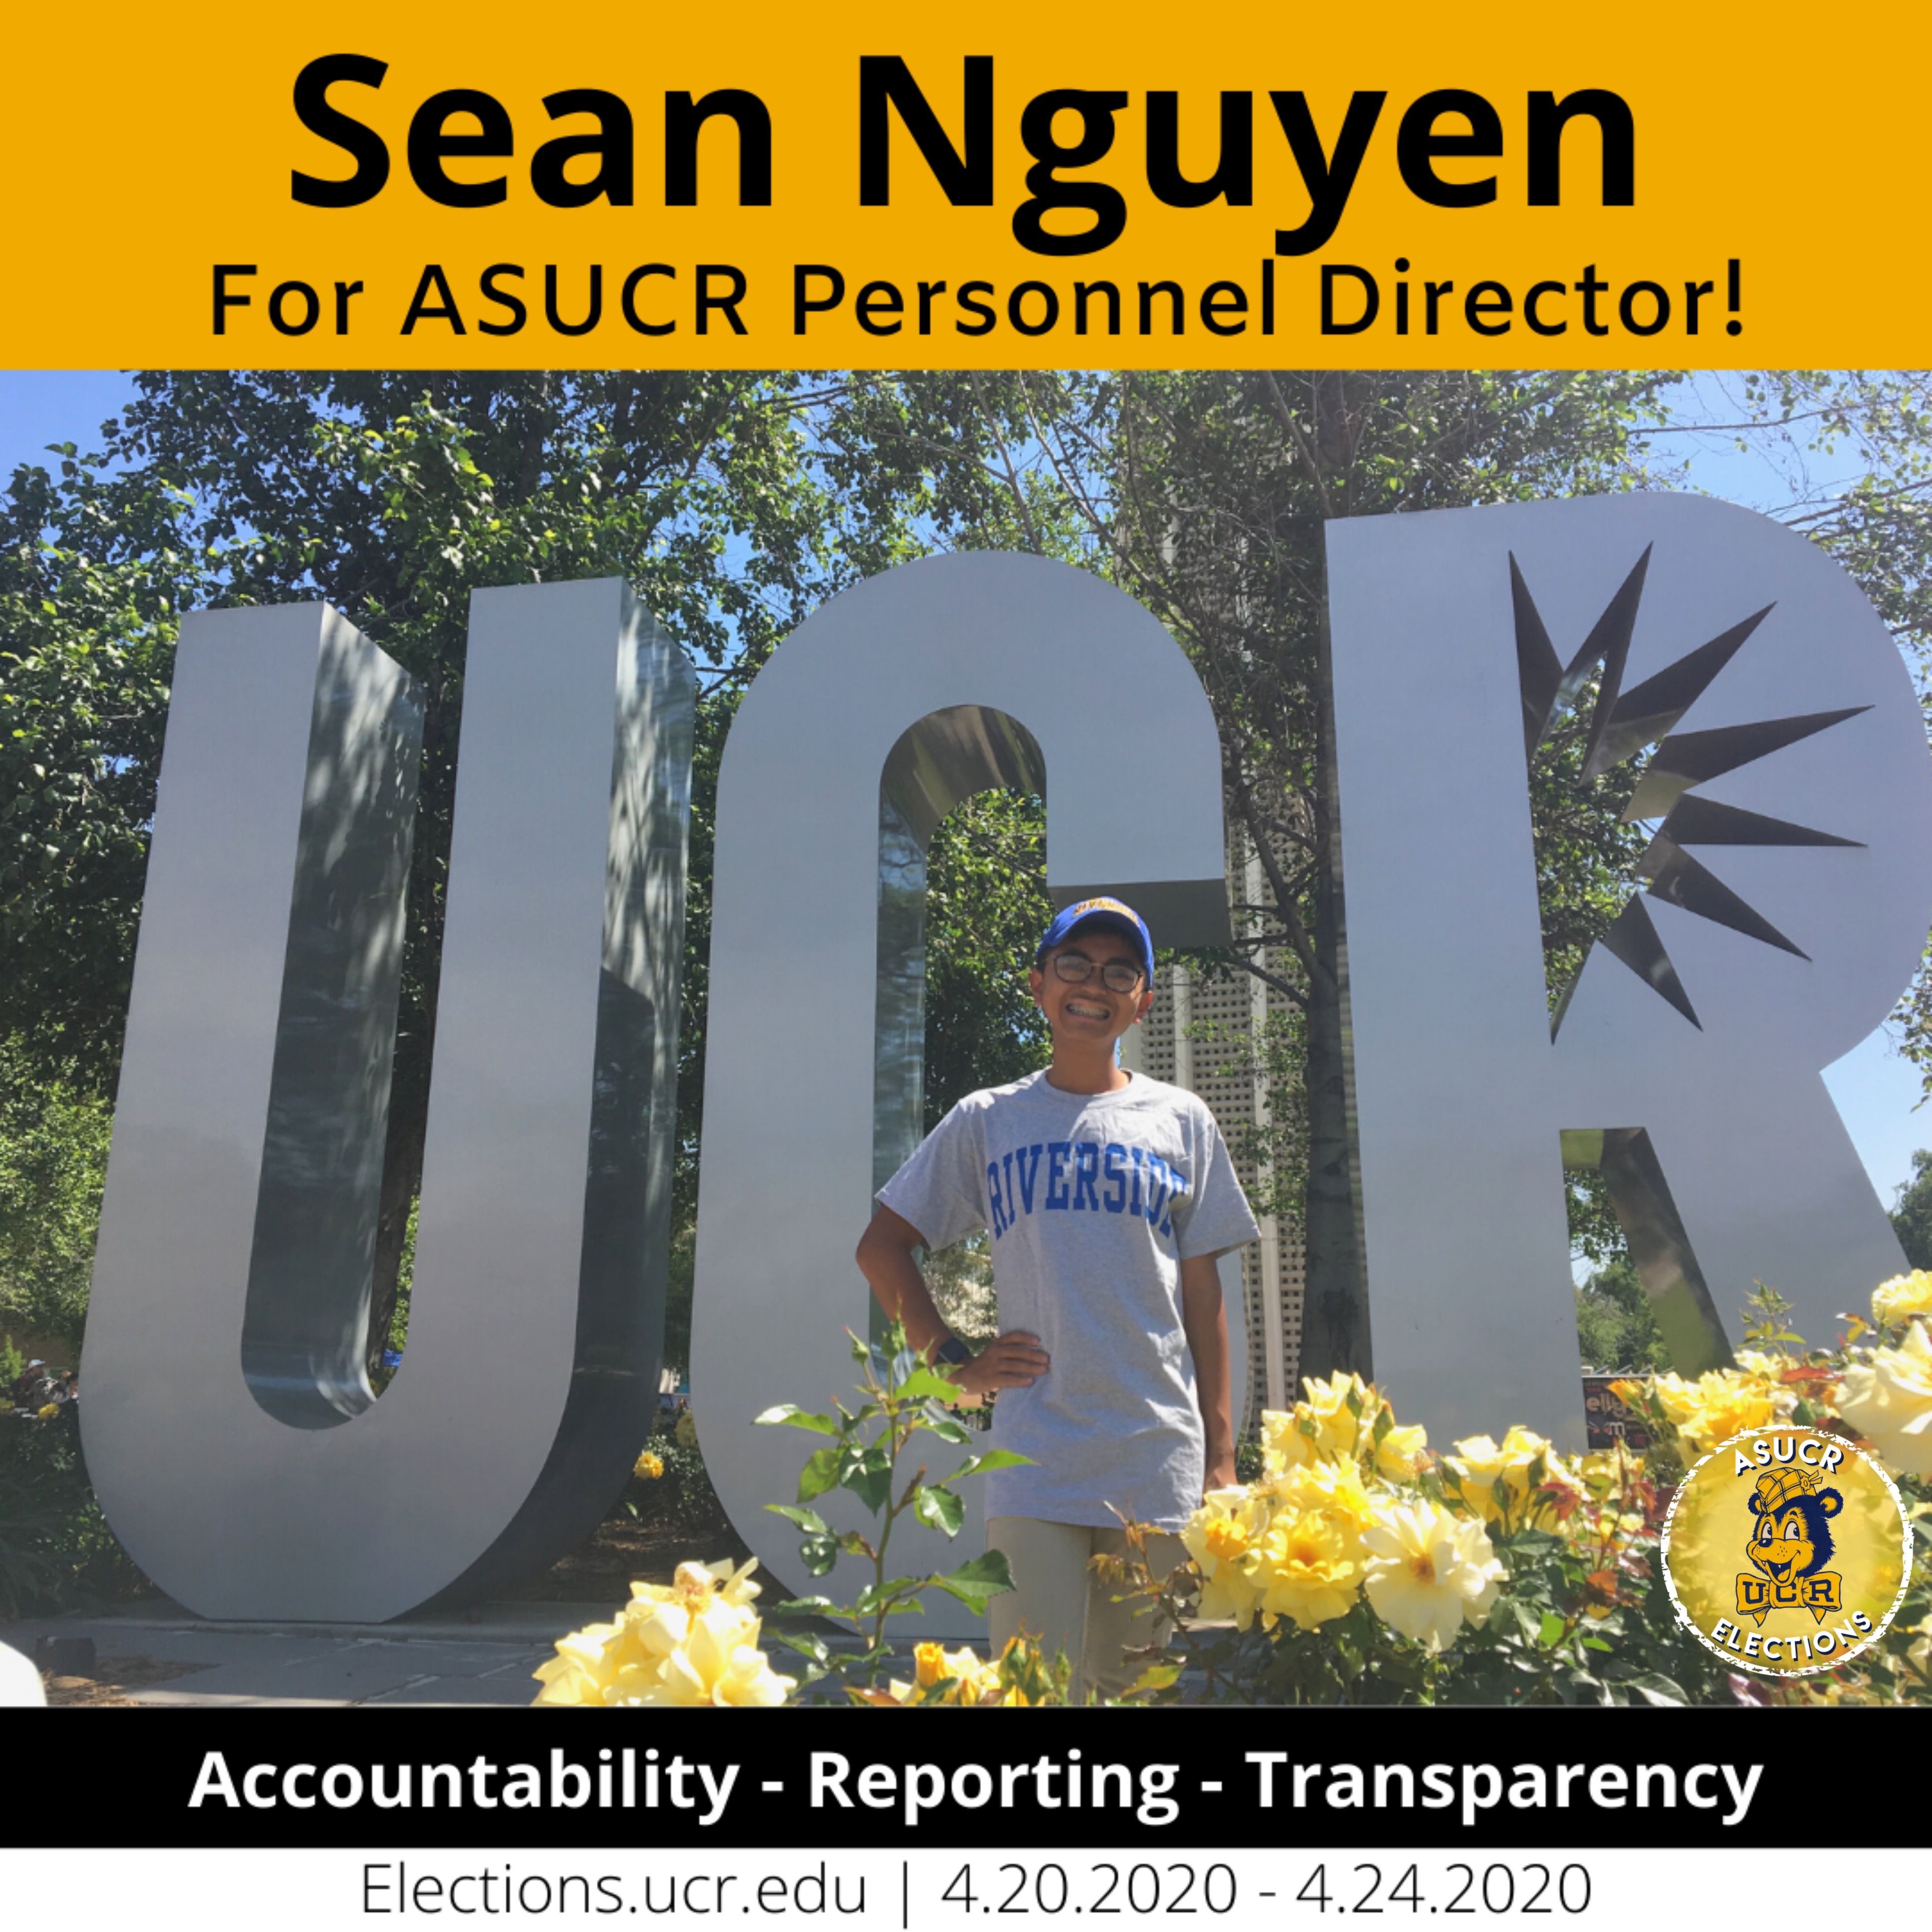 Sean Nguyen
For ASUCR Personnel Director!
UCR
RIVERSIDE
ASUCR
UCR
ELECTIONS
Accountability - Reporting - Transparency
Elections.ucr.edu | 4.20.2020 - 4.24.2020